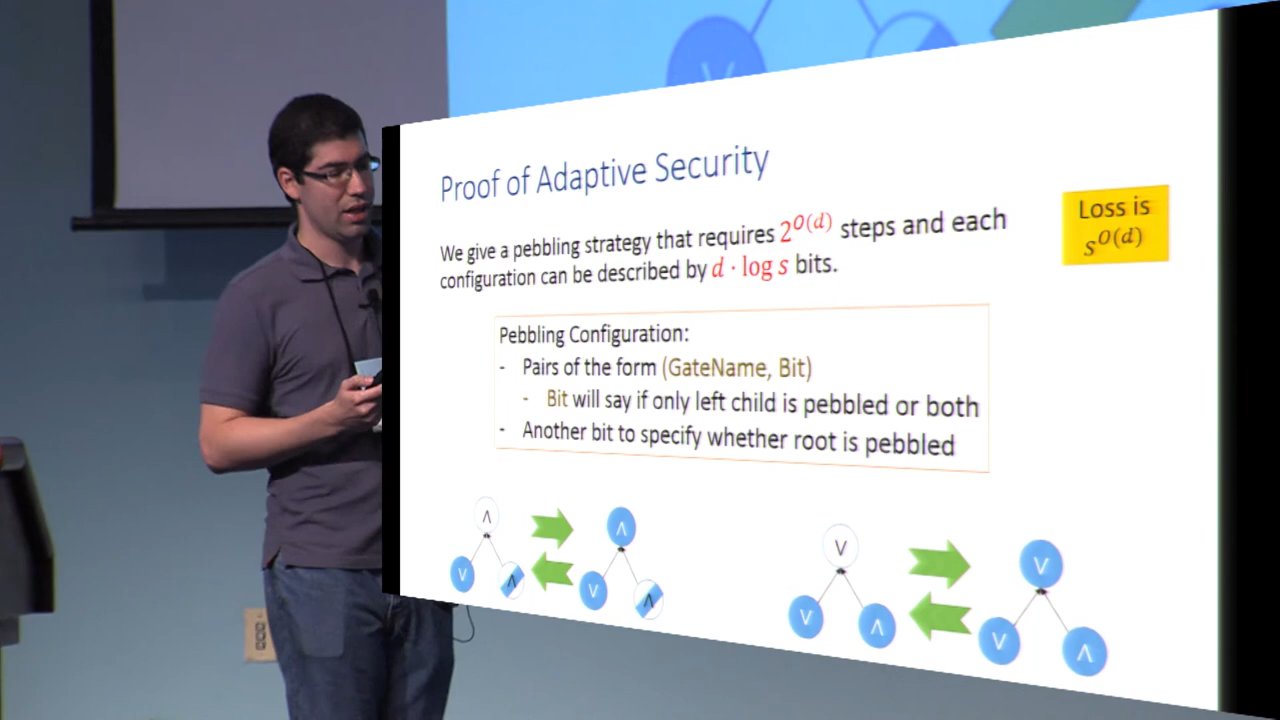 Proof of Adaptive Security
We give a pebbling strategy that requires 2^{O(d)} steps and each
configuration can be described by d · log s bits.
Loss is
s^{O(d)}
Pebbling Configuration:
- Pairs of the form (GateName, Bit)
- Bit will say if only left child is pebbled or both
- Another bit to specify whether root is pebbled
∧ ∧
∨ ∧ ∨ ∧
∨ ∨
∨ ∧ ∨ ∧